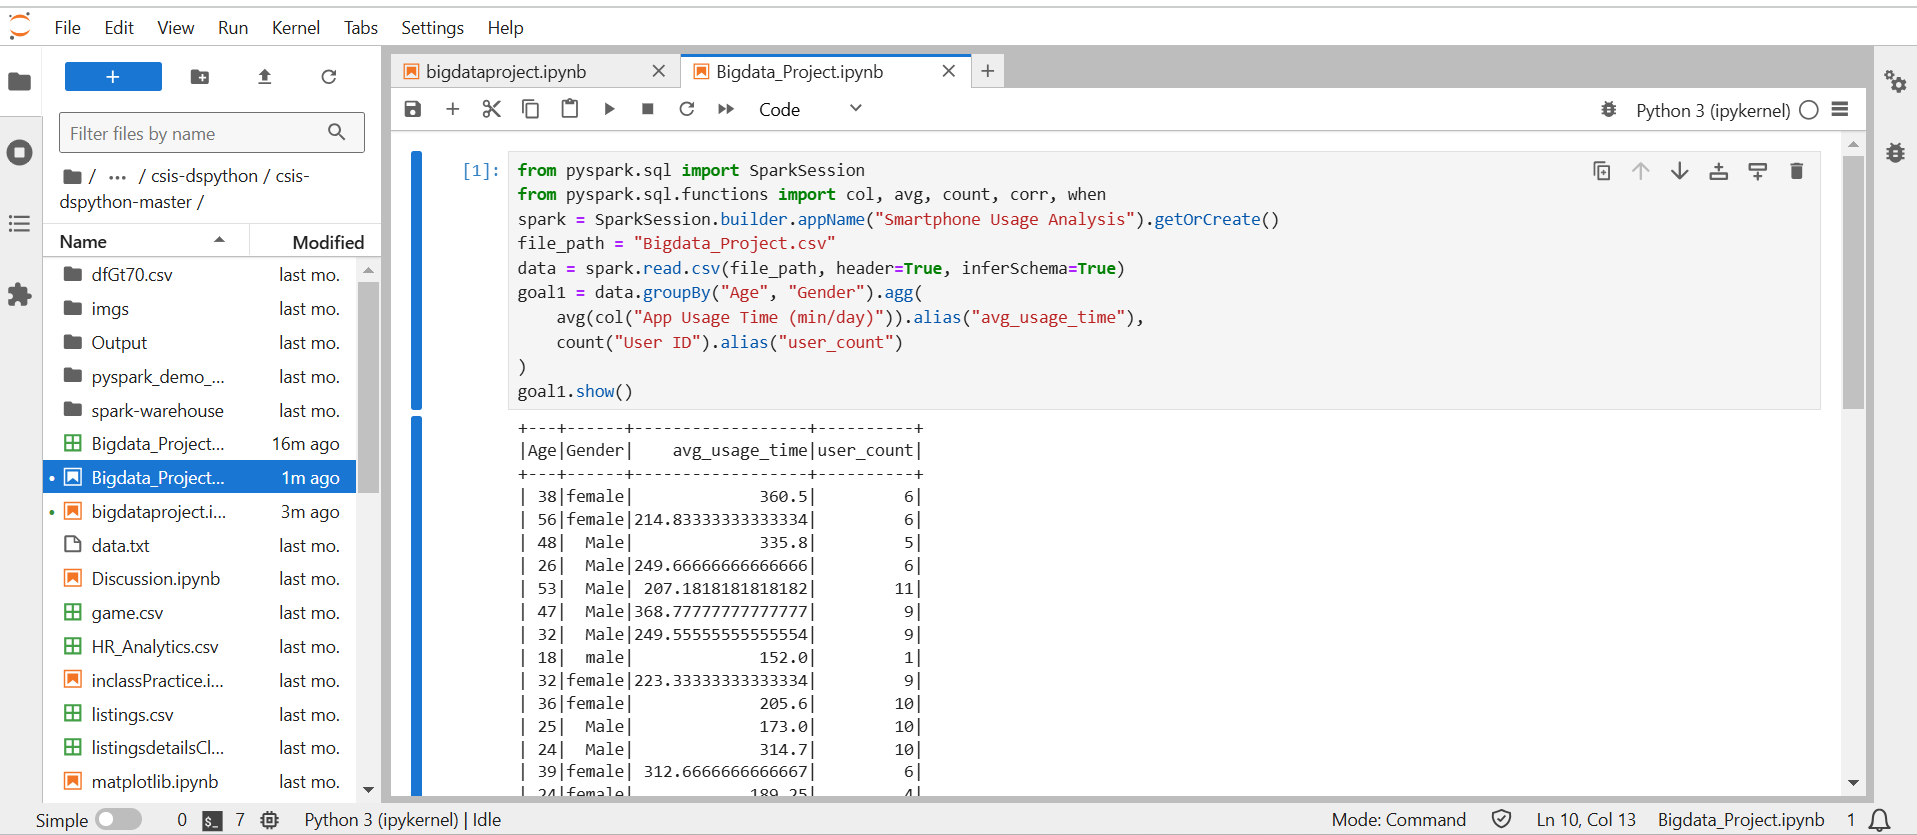 File Edit View Run Kernel Tabs Settings Help
+
Filter files by name
/ ... / csis-dspython / csis-
dspython-master /
Name Modified
dfGt70.csv last mo.
imgs last mo.
Output last mo.
pyspark_demo_... last mo.
spark-warehouse last mo.
Bigdata_Project... 16m ago
Bigdata_Project... 1m ago
bigdataproject.i... 3m ago
data.txt last mo.
Discussion.ipynb last mo.
game.csv last mo.
HR_Analytics.csv last mo.
inclassPractice.i... last mo.
listings.csv last mo.
listingsdetailsCl... last mo.
matplotlib.ipynb last mo.
bigdataproject.ipynb Bigdata_Project.ipynb
Code Python 3 (ipykernel)
[1]: from pyspark.sql import SparkSession
from pyspark.sql.functions import col, avg, count, corr, when
spark = SparkSession.builder.appName("Smartphone Usage Analysis").getOrCreate()
file_path = "Bigdata_Project.csv"
data = spark.read.csv(file_path, header=True, inferSchema=True)
goal1 = data.groupBy("Age", "Gender").agg(
    avg(col("App Usage Time (min/day)")).alias("avg_usage_time"),
    count("User ID").alias("user_count")
)
goal1.show()
+---+------+------------------+----------+
|Age|Gender|    avg_usage_time|user_count|
+---+------+------------------+----------+
| 38|female|             360.5|         6|
| 56|female|214.83333333333334|         6|
| 48|  Male|             335.8|         5|
| 26|  Male|249.66666666666666|         6|
| 53|  Male| 207.1818181818182|        11|
| 47|  Male|368.77777777777777|         9|
| 32|  Male|249.55555555555554|         9|
| 18|  male|             152.0|         1|
| 32|female|223.33333333333334|         9|
| 36|female|             205.6|        10|
| 25|  Male|             173.0|        10|
| 24|  Male|             314.7|        10|
| 39|female| 312.6666666666667|         6|
| 24|female|            189.25|         4|
Simple 0 $_ 7 Python 3 (ipykernel) | Idle Mode: Command Ln 10, Col 13 Bigdata_Project.ipynb 1